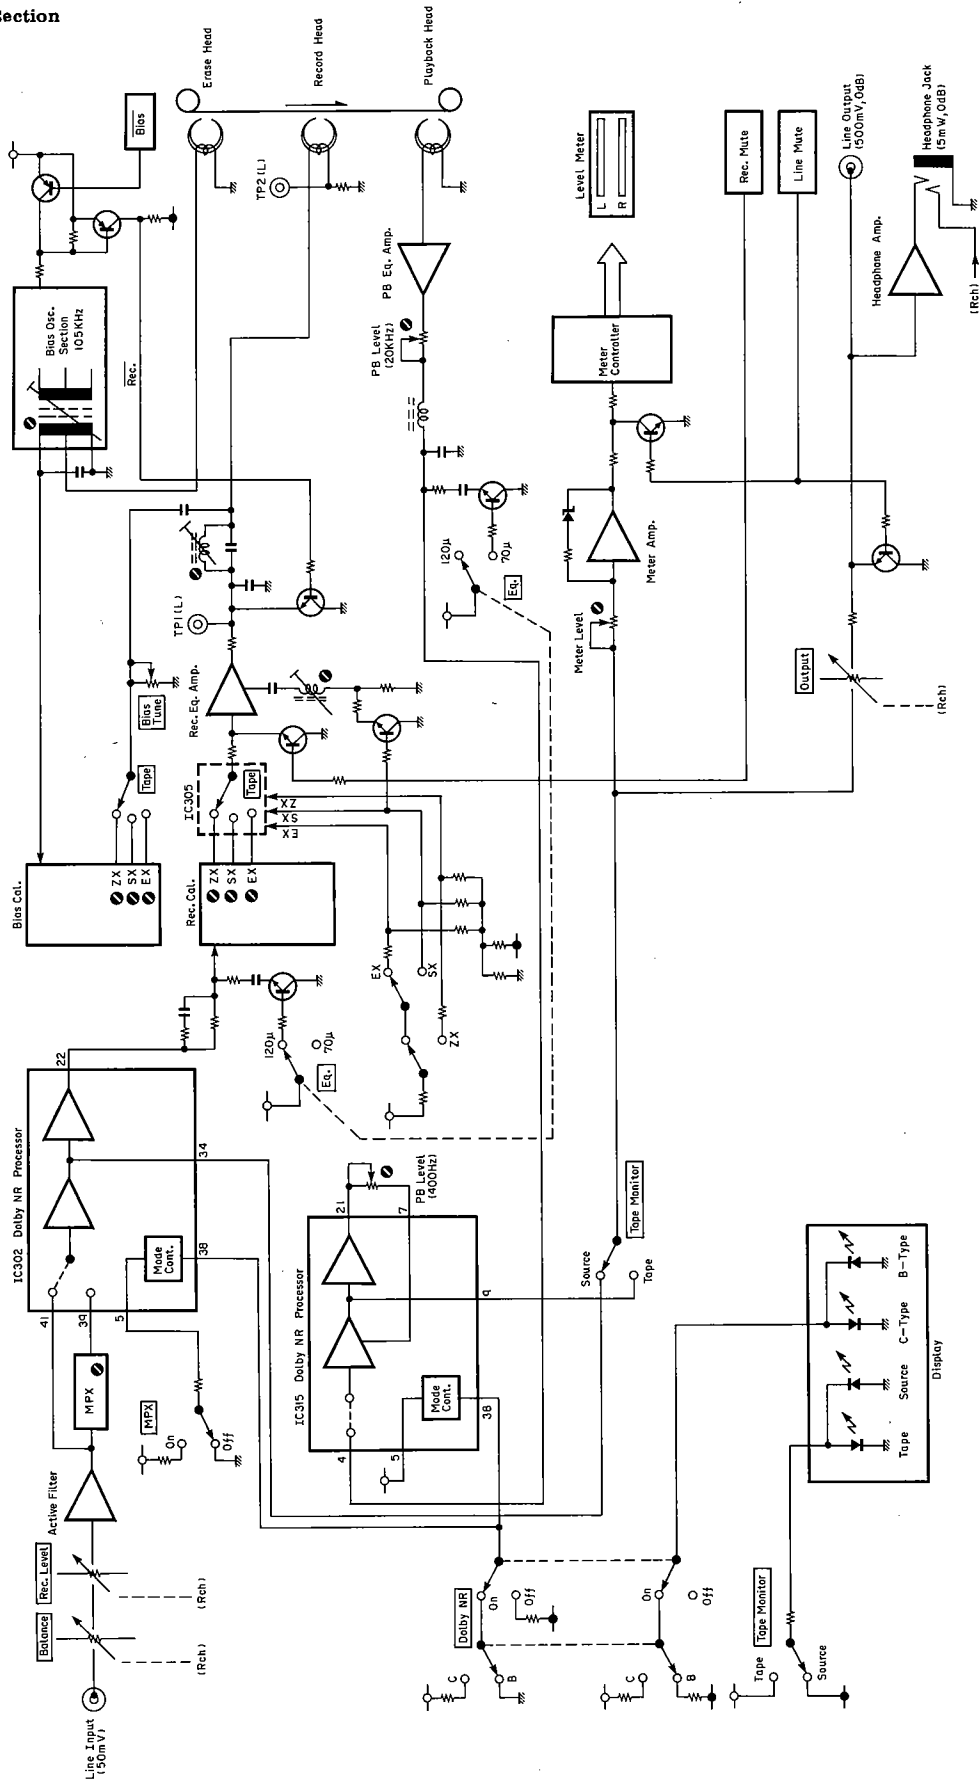 Section
Line Input
(50mV)
Balance
(Rch)
Rec. Level
(Rch)
Active Filter
MPX
41
39
5
IC302 Dolby NR Processor
Mode
Cont.
38
34
22
MPX
On
Off
Bias Cal.
ZX
SX
EX
Tape
Bias
Tune
Rec. Cal.
ZX
SX
EX
IC305
Tape
EX
SX
ZX
Rec. Eq. Amp.
TP1(L)
Bias Osc.
Section
105KHz
Rec.
Bias
Erase Head
Record Head
Playback Head
TP2(L)
120μ
70μ
Eq.
EX
SX
ZX
PB Eq. Amp.
PB Level
(20KHz)
120μ
70μ
Eq.
IC315 Dolby NR Processor
4
5
Mode
Cont.
38
9
21
7
PB Level
(400Hz)
Source
Tape
Tape Monitor
Meter Level
Meter Amp.
Meter
Controller
Level Meter
L
R
Rec. Mute
Line Mute
Output
(Rch)
Line Output
(500mV, 0dB)
Headphone Amp.
Headphone Jack
(5mW, 0dB)
(Rch)
Dolby NR
C
B
On
Off
C
B
On
Off
Tape Monitor
Tape
Source
Tape
Source
C-Type
B-Type
Display